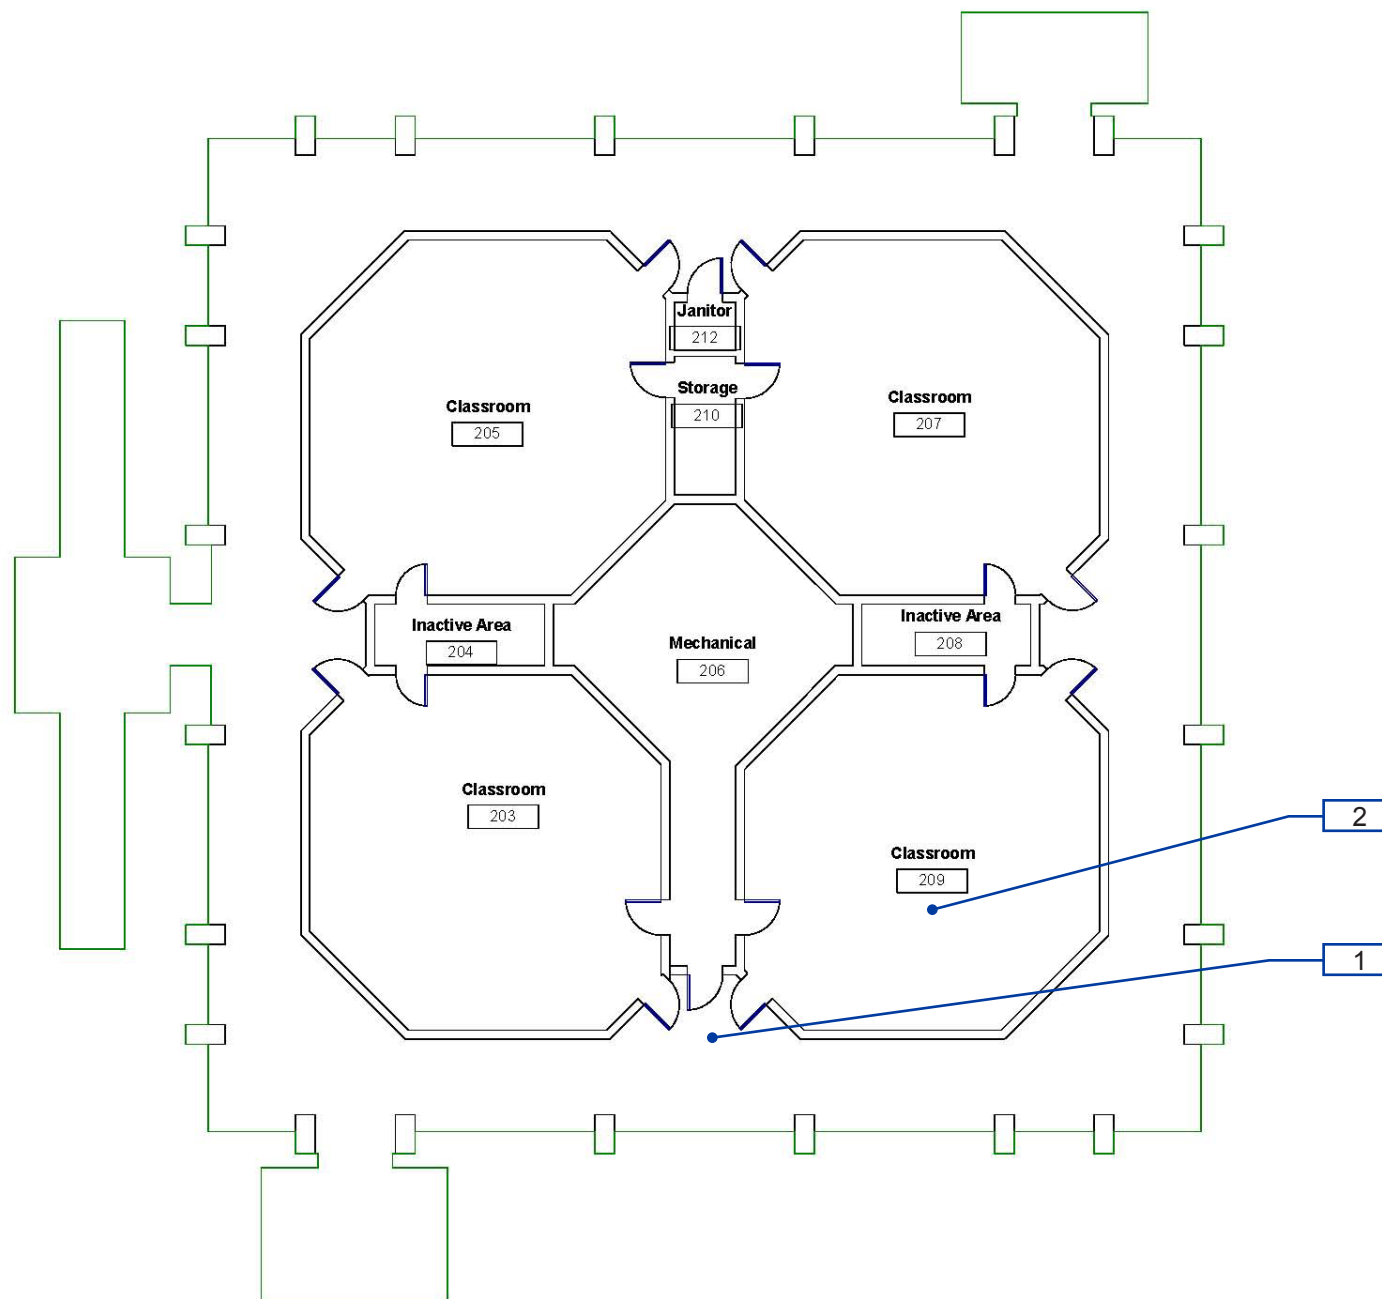 Janitor
212
Storage
210
Classroom
205
Classroom
207
Inactive Area
204
Inactive Area
208
Mechanical
206
Classroom
203
2
Classroom
209
1